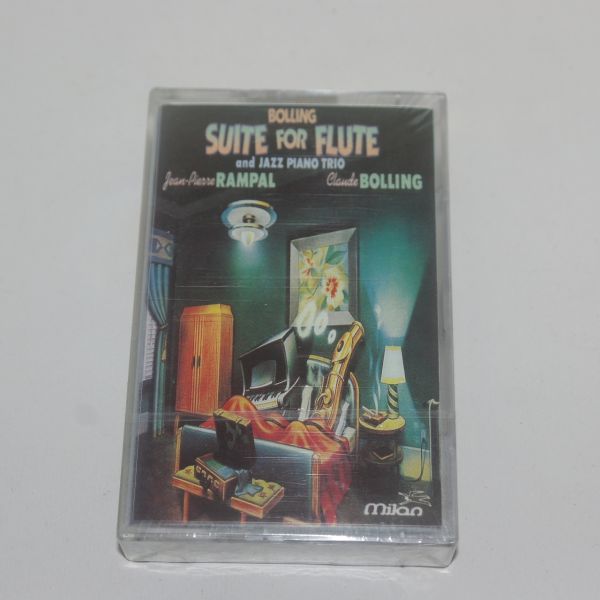 BOLLING
SUITE FOR FLUTE
and JAZZ PIANO TRIO
Jean-Pierre RAMPAL Claude BOLLING
milan